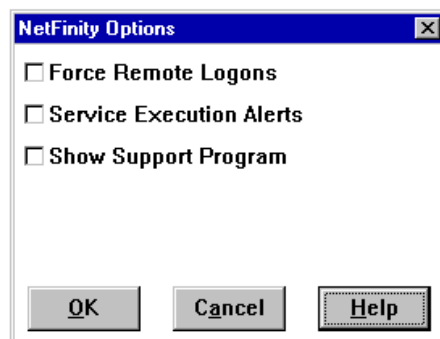 NetFinity Options
Force Remote Logons
Service Execution Alerts
Show Support Program
OK Cancel Help